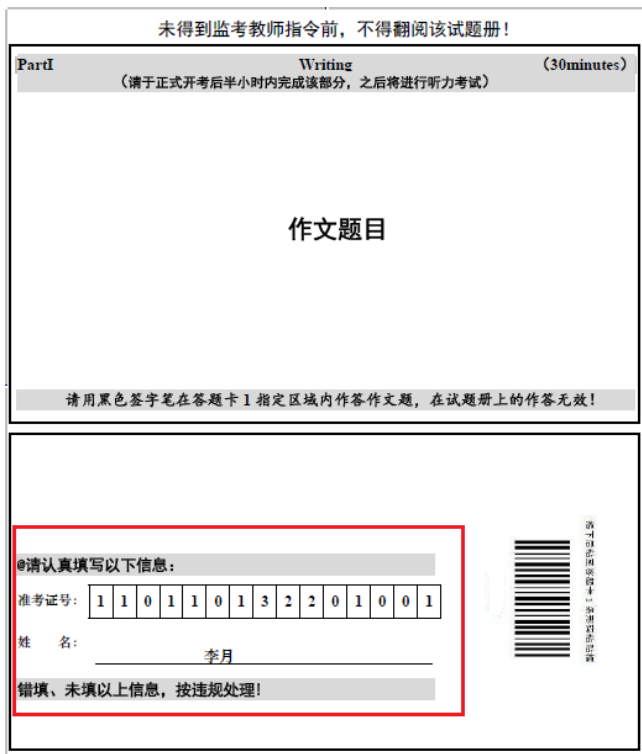 未得到监考教师指令前，不得翻阅该试题册！
PartI Writing （30minutes）
（请于正式开考后半小时内完成该部分，之后将进行听力考试）
作文题目
请用黑色签字笔在答题卡1指定区域内作答作文题，在试题册上的作答无效！
@请认真填写以下信息：
准考证号： 1 1 0 1 1 0 1 3 2 2 0 1 0 0 1
姓 名： 李月
错填、未填以上信息，按违规处理！